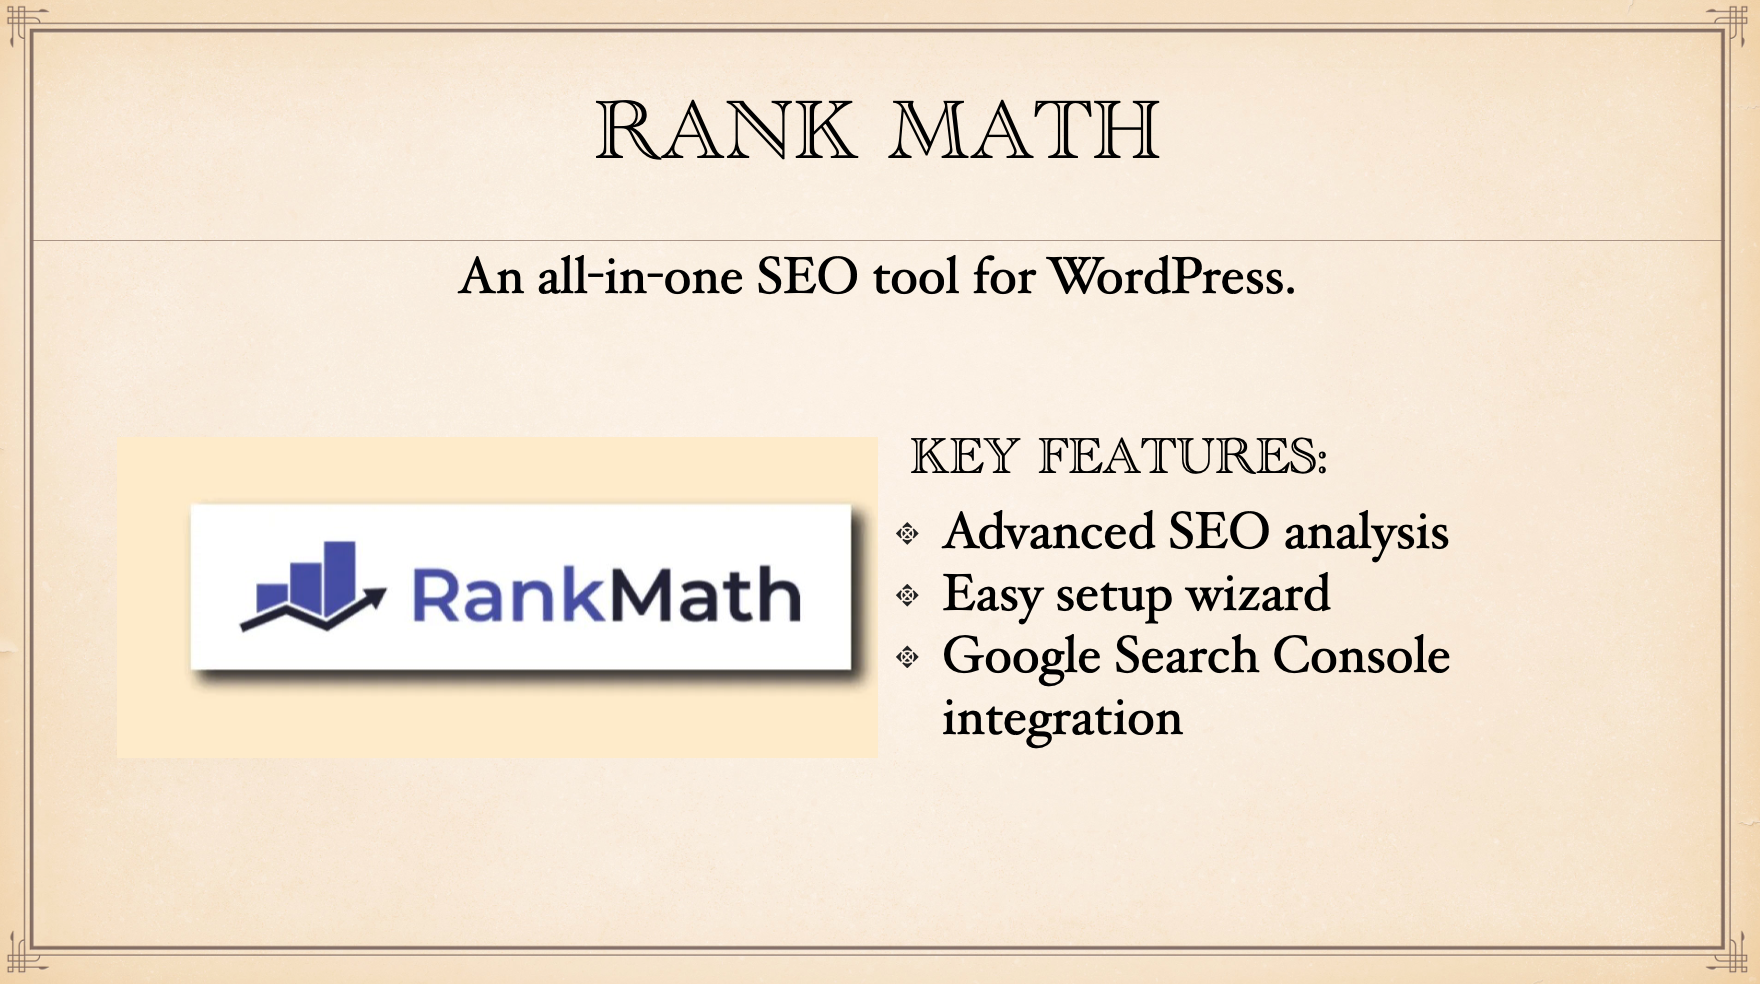 RANK MATH
An all-in-one SEO tool for WordPress.
RankMath
KEY FEATURES:
Advanced SEO analysis
Easy setup wizard
Google Search Console
integration